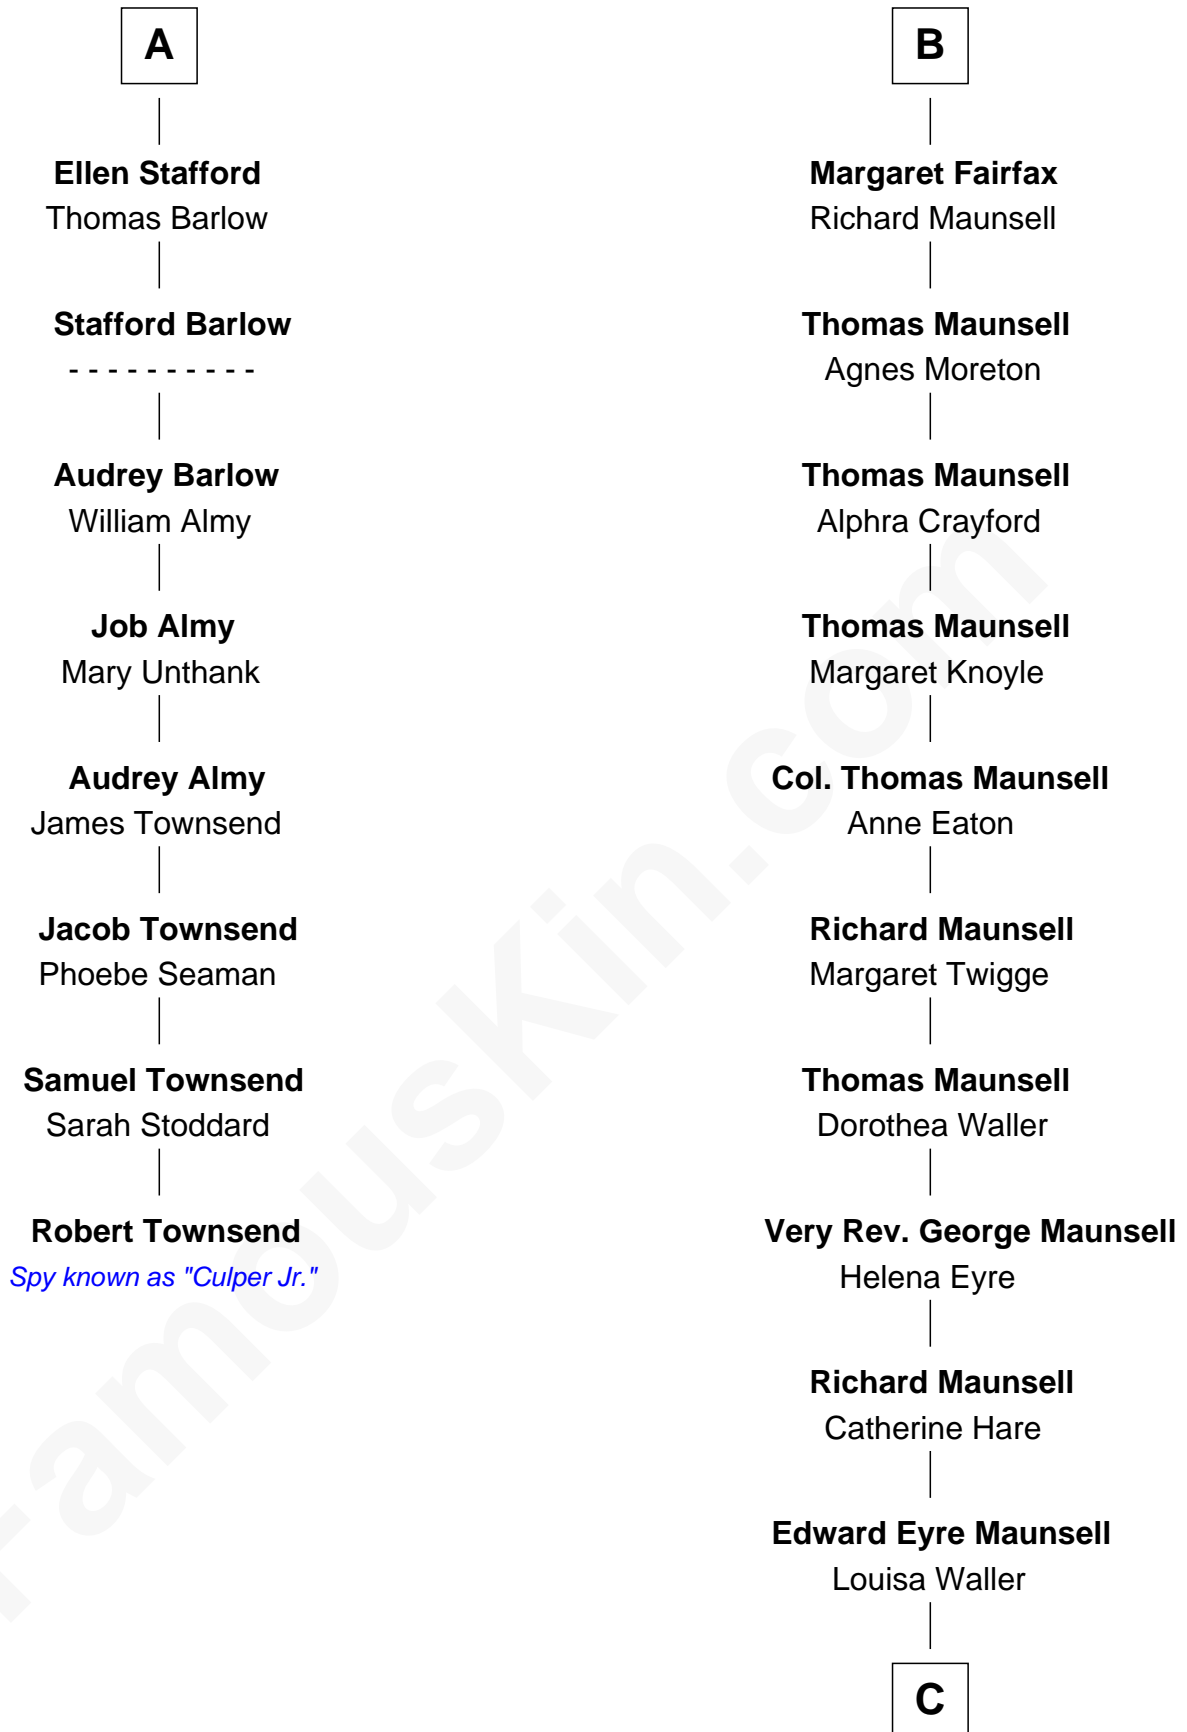 A
Ellen Stafford
Thomas Barlow
Stafford Barlow
- - - - - - - - - -
Audrey Barlow
William Almy
Job Almy
Mary Unthank
Audrey Almy
James Townsend
Jacob Townsend
Phoebe Seaman
Samuel Townsend
Sarah Stoddard
Robert Townsend
Spy known as "Culper Jr."
B
Margaret Fairfax
Richard Maunsell
Thomas Maunsell
Agnes Moreton
Thomas Maunsell
Alphra Crayford
Thomas Maunsell
Margaret Knoyle
Col. Thomas Maunsell
Anne Eaton
Richard Maunsell
Margaret Twigge
Thomas Maunsell
Dorothea Waller
Very Rev. George Maunsell
Helena Eyre
Richard Maunsell
Catherine Hare
Edward Eyre Maunsell
Louisa Waller
C
FamousKin.com